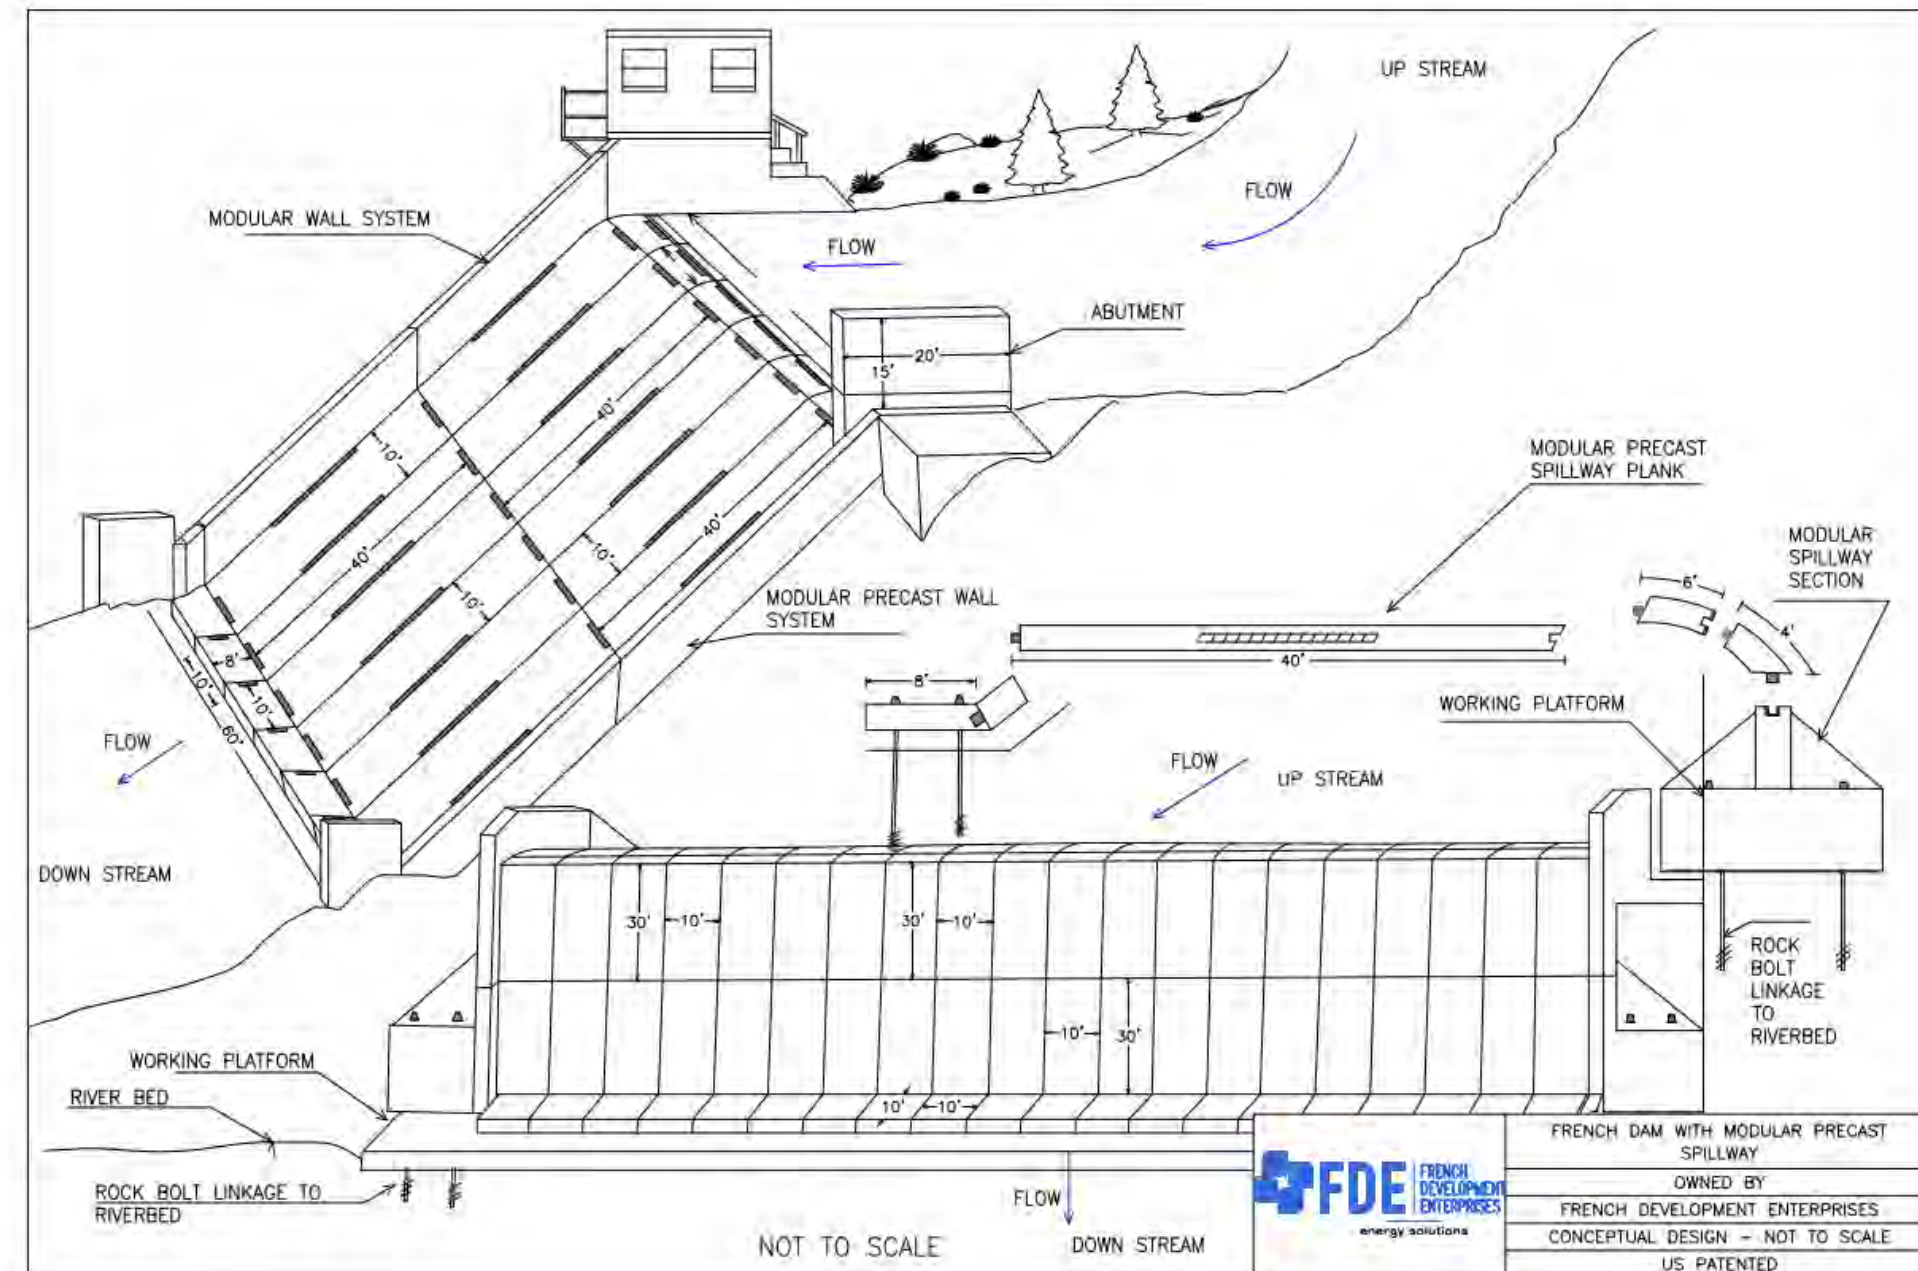 UP STREAM
MODULAR WALL SYSTEM
FLOW
FLOW
ABUTMENT
20'
15'
40'
10'
MODULAR PRECAST
SPILLWAY PLANK
MODULAR
SPILLWAY
SECTION
40'
40'
10'
10'
6'
4'
MODULAR PRECAST WALL
SYSTEM
40'
8'
10'
10'
60'
8'
WORKING PLATFORM
FLOW
FLOW
UP STREAM
DOWN STREAM
30'
10'
30'
10'
ROCK
BOLT
LINKAGE
TO
RIVERBED
10'
30'
WORKING PLATFORM
RIVER BED
10'
10'
ROCK BOLT LINKAGE TO
RIVERBED
FLOW
NOT TO SCALE
DOWN STREAM
FDE
FRENCH
DEVELOPMENT
ENTERPRISES
energy solutions
FRENCH DAM WITH MODULAR PRECAST
SPILLWAY
OWNED BY
FRENCH DEVELOPMENT ENTERPRISES
CONCEPTUAL DESIGN - NOT TO SCALE
US PATENTED